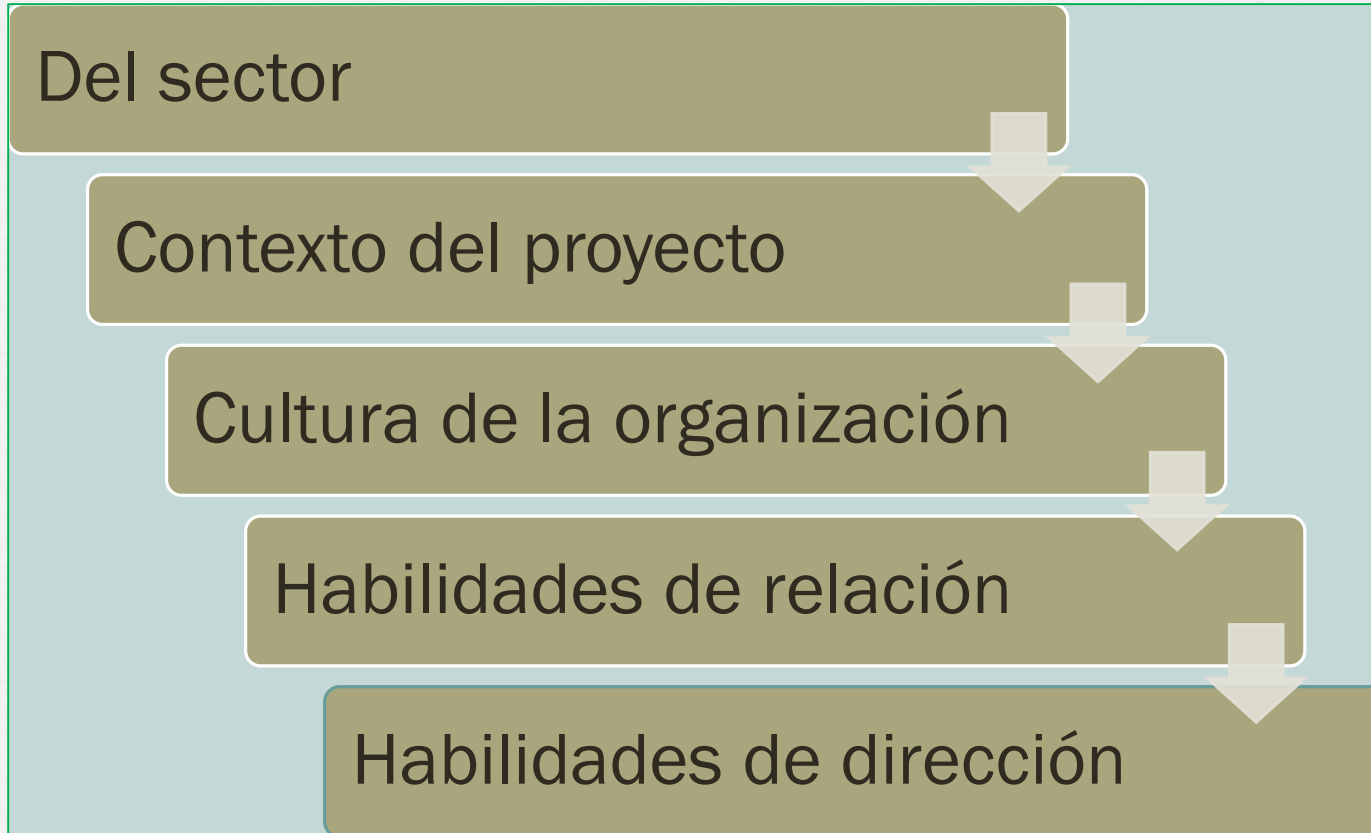 Del sector
Contexto del proyecto
Cultura de la organización
Habilidades de relación
Habilidades de dirección